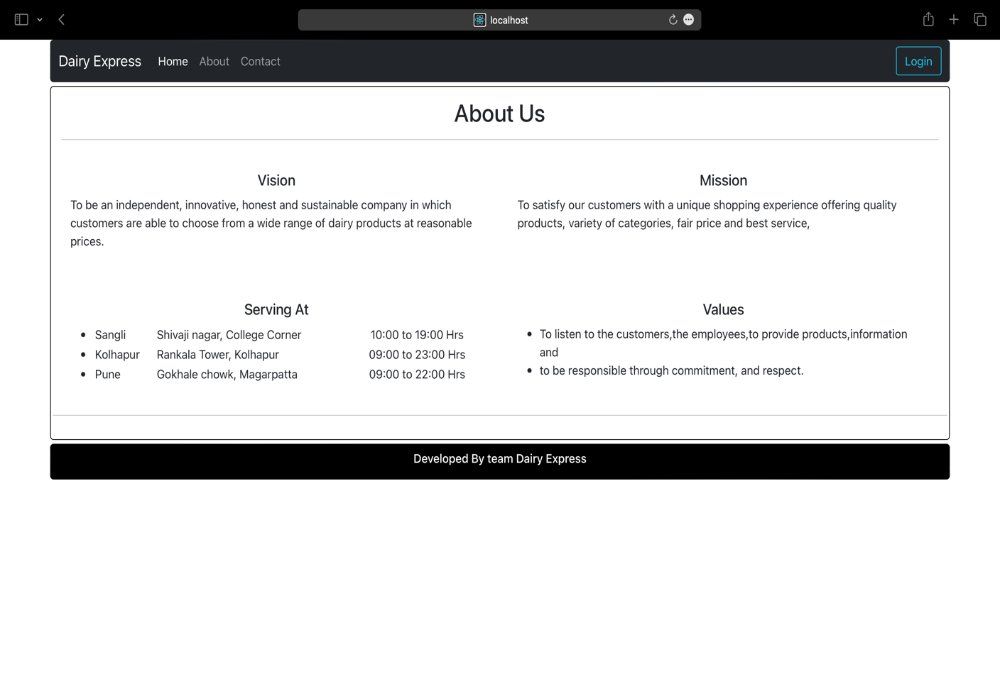 localhost
Dairy Express Home About Contact Login
About Us
Vision
To be an independent, innovative, honest and sustainable company in which
customers are able to choose from a wide range of dairy products at reasonable
prices.
Mission
To satisfy our customers with a unique shopping experience offering quality
products, variety of categories, fair price and best service,
Serving At
• Sangli Shivaji nagar, College Corner 10:00 to 19:00 Hrs
• Kolhapur Rankala Tower, Kolhapur 09:00 to 23:00 Hrs
• Pune Gokhale chowk, Magarpatta 09:00 to 22:00 Hrs
Values
• To listen to the customers,the employees,to provide products,information
and
• to be responsible through commitment, and respect.
Developed By team Dairy Express